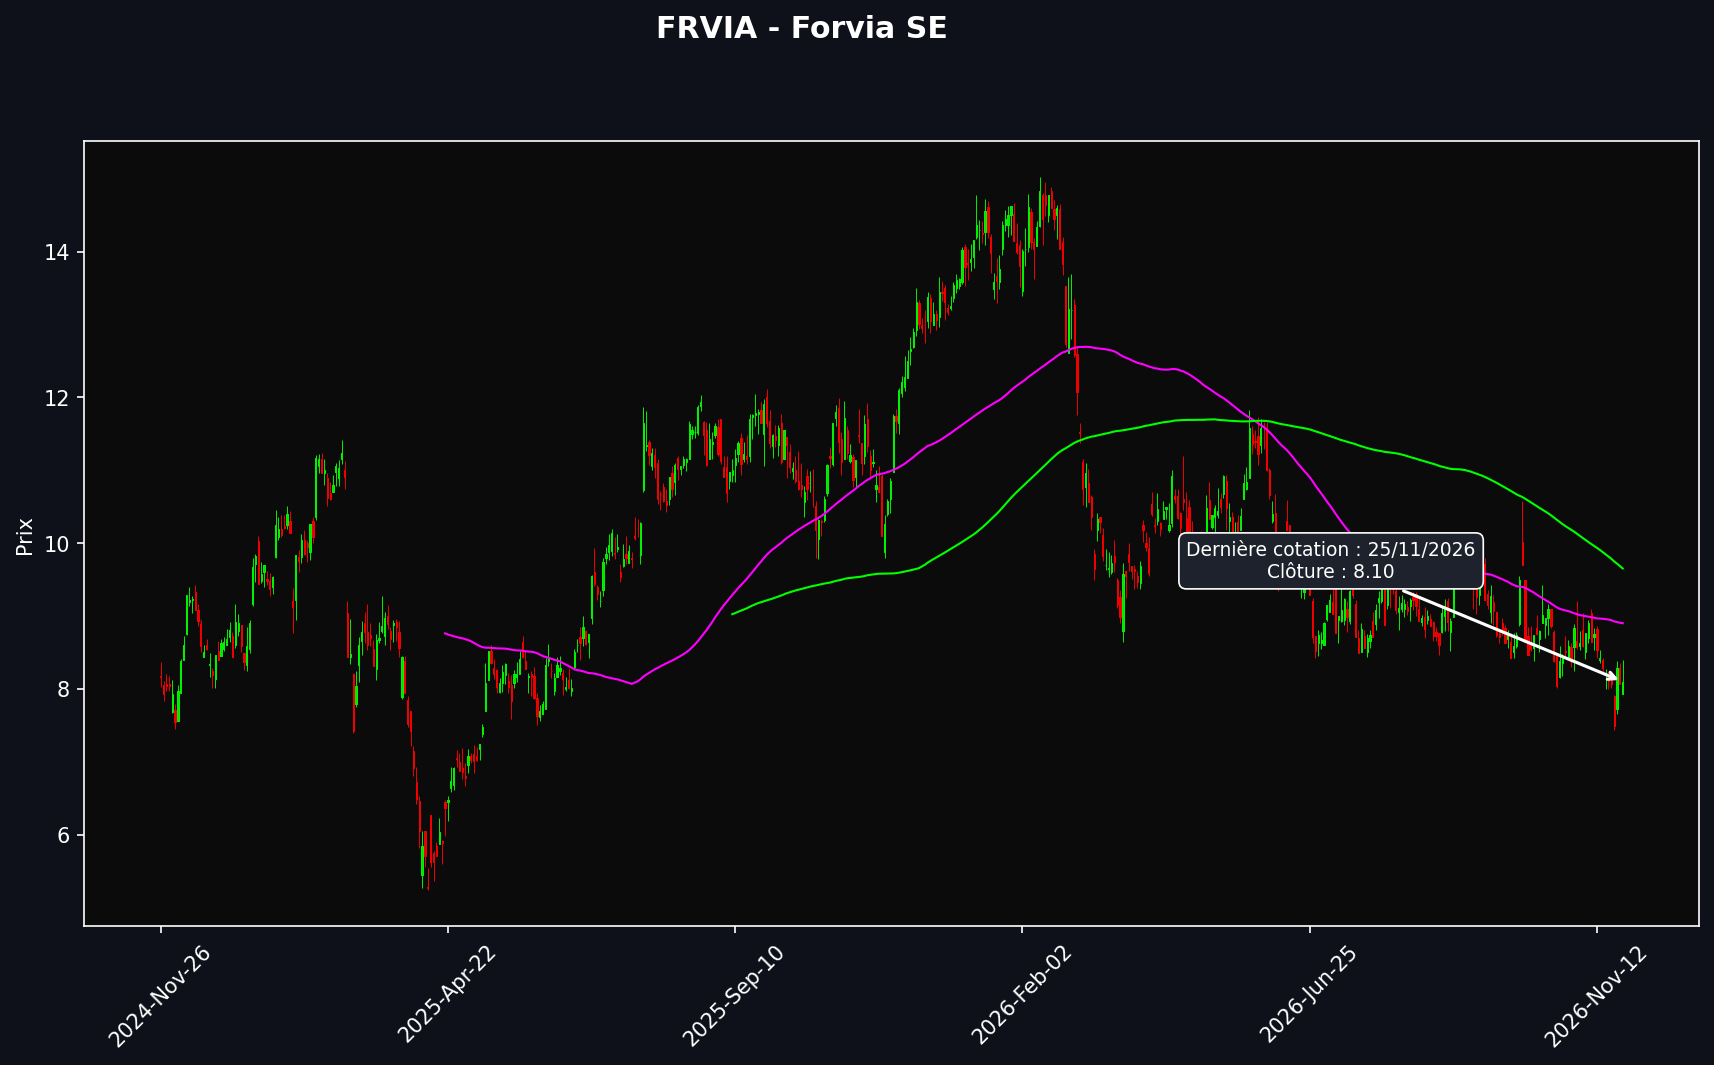 FRVIA - Forvia SE
Prix
14
12
10
8
6
Dernière cotation : 25/11/2026
Clôture : 8.10
2024-Nov-26
2025-Apr-22
2025-Sep-10
2026-Feb-02
2026-Jun-25
2026-Nov-12